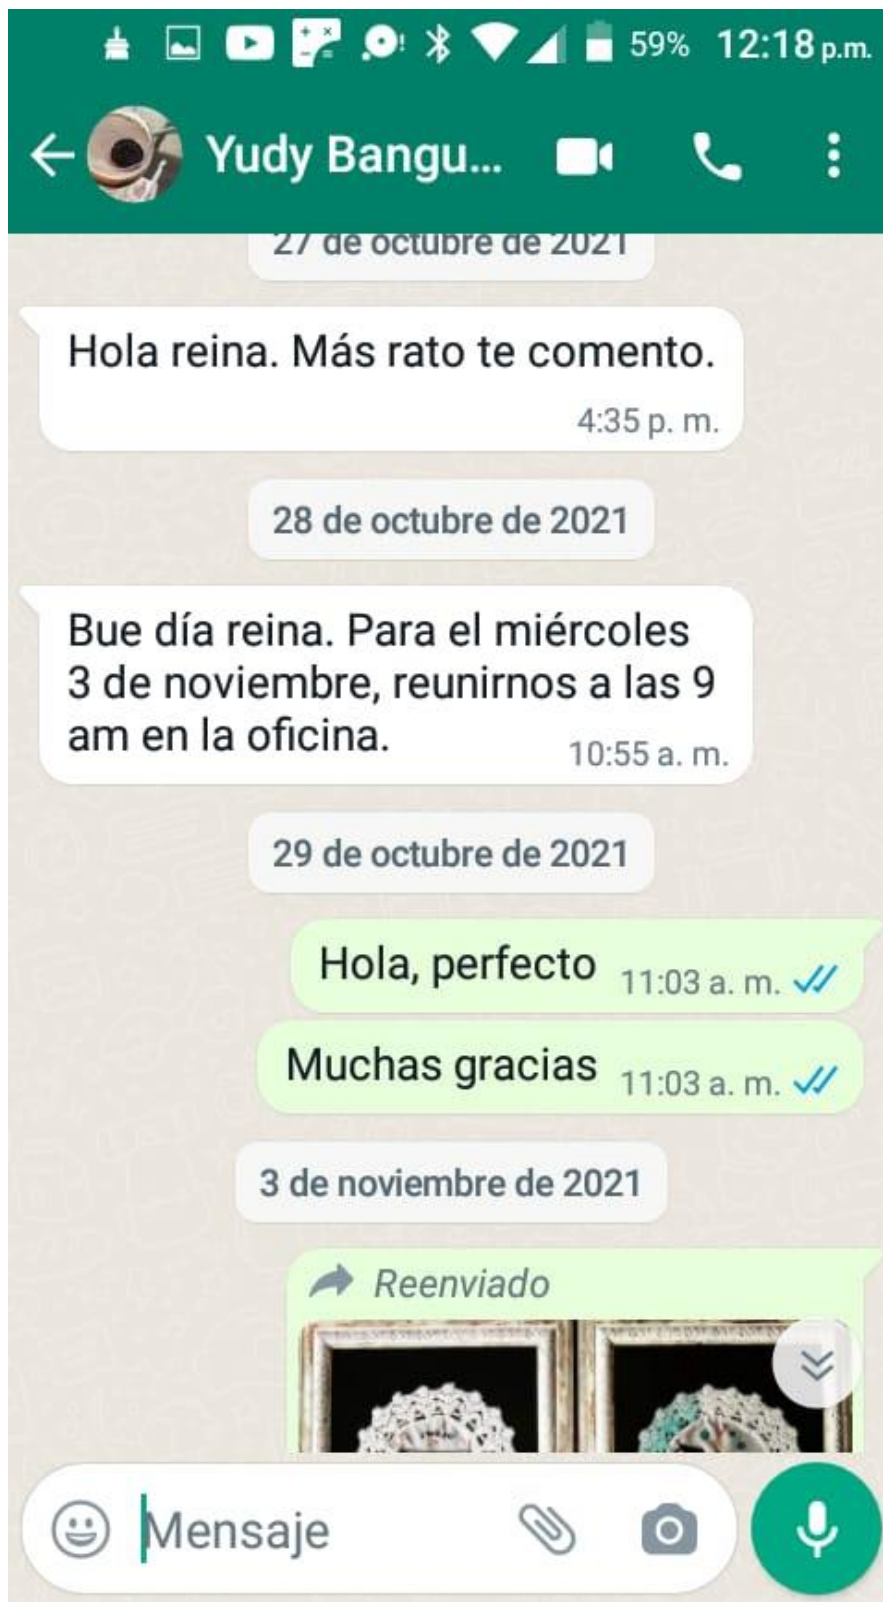 59% 12:18 p.m.
Yudy Bangu...
27 de octubre de 2021
Hola reina. Más rato te comento.
4:35 p. m.
28 de octubre de 2021
Bue día reina. Para el miércoles
3 de noviembre, reunirnos a las 9
am en la oficina.
10:55 a. m.
29 de octubre de 2021
Hola, perfecto 11:03 a. m.
Muchas gracias 11:03 a. m.
3 de noviembre de 2021
Reenviado
Mensaje